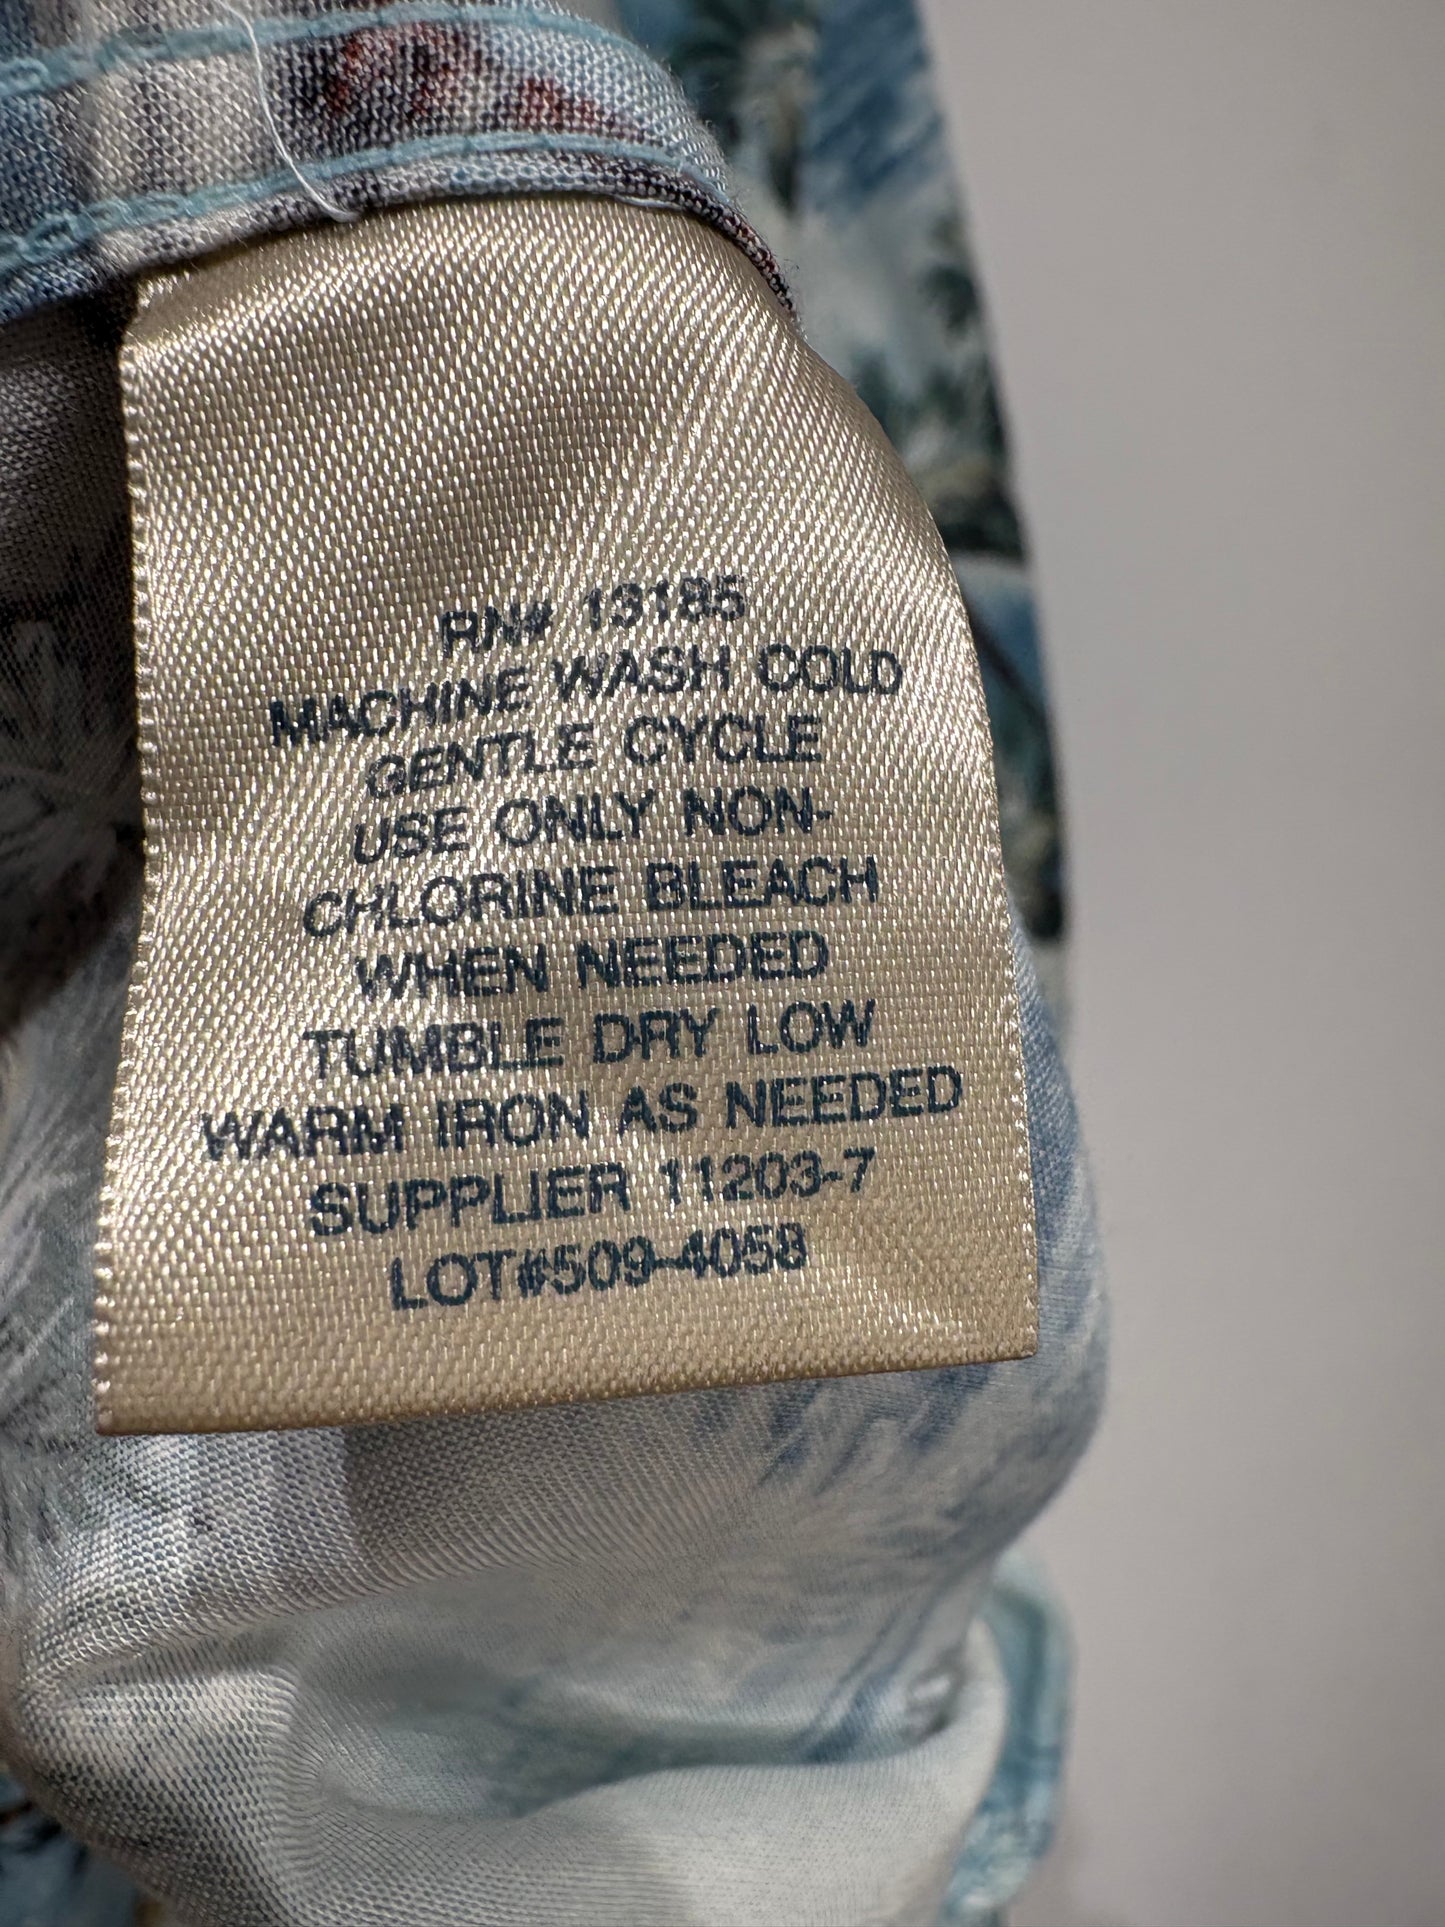 RN# 13185
MACHINE WASH COLD
GENTLE CYCLE
USE ONLY NON-
CHLORINE BLEACH
WHEN NEEDED
TUMBLE DRY LOW
WARM IRON AS NEEDED
SUPPLIER 11203-7
LOT#509-4058